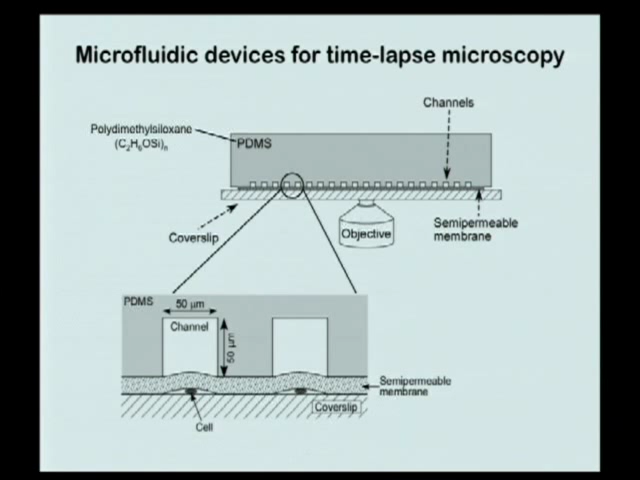 Microfluidic devices for time-lapse microscopy
Channels
Polydimethylsiloxane
(C2H6OSi)n
PDMS
Coverslip
Objective
Semipermeable
membrane
PDMS
50 µm
Channel
50 µm
Semipermeable
membrane
Coverslip
Cell